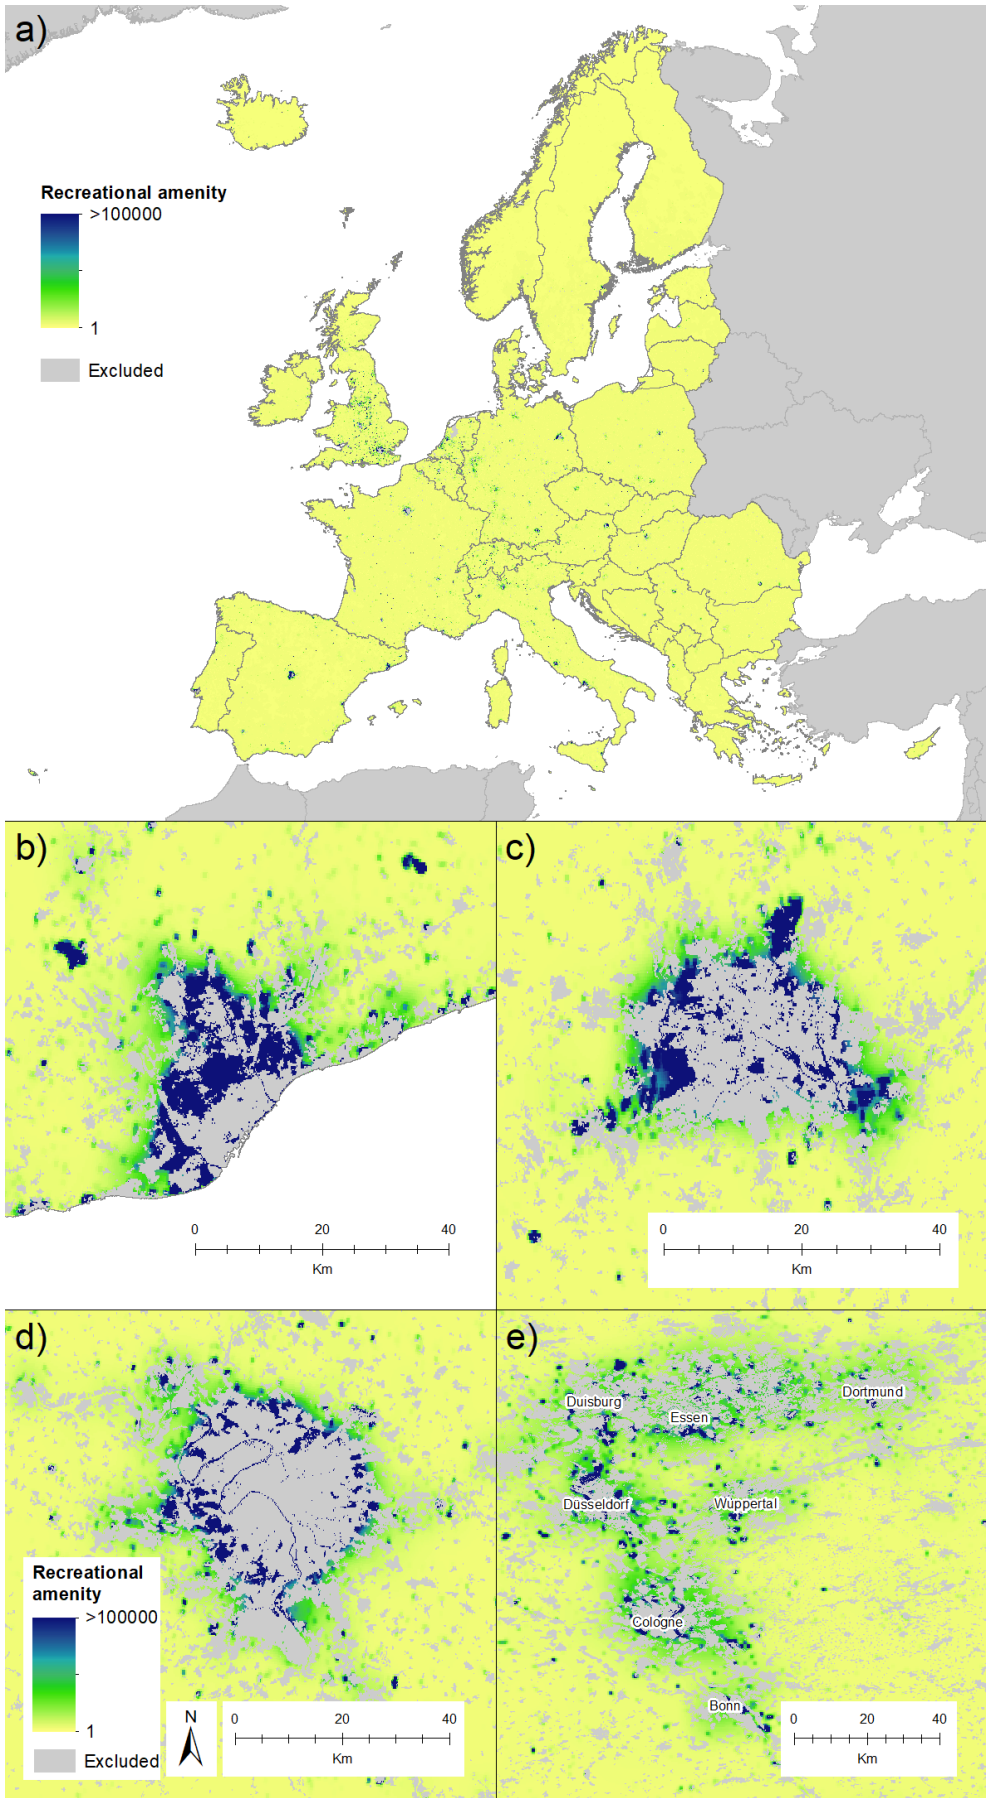 a)
Recreational amenity
>100000
1
Excluded
b)
0 20 40
Km
c)
0 20 40
Km
d)
Recreational
amenity
>100000
1
Excluded
N
0 20 40
Km
e)
Duisburg
Dortmund
Essen
Düsseldorf
Wuppertal
Cologne
Bonn
0 20 40
Km